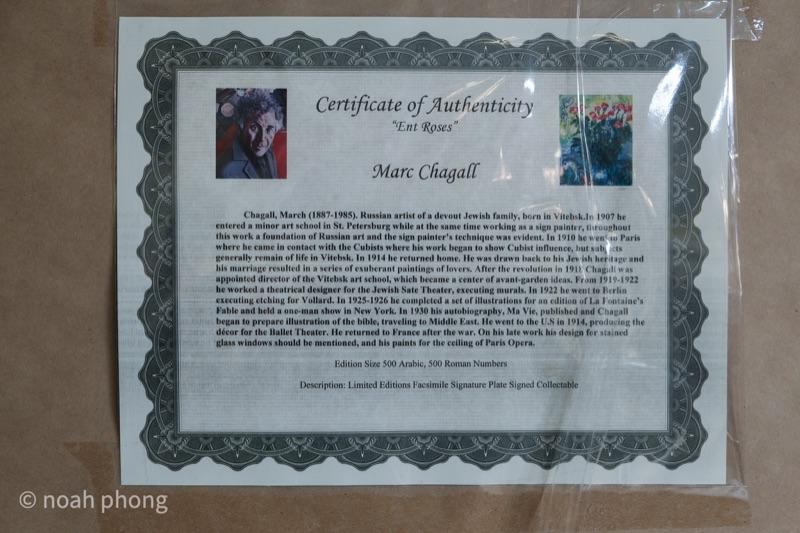 Certificate of Authenticity
"Ent Roses"
Marc Chagall
Chagall, March (1887-1985). Russian artist of a devout Jewish family, born in Vitebsk.In 1907 he
entered a minor art school in St. Petersburg while at the same time working as a sign painter, throughout
this work a foundation of Russian art and the sign painter's technique was evident. In 1910 he went to Paris
where he came in contact with the Cubists where his work began to show Cubist influence, but subjects
generally remain of life in Vitebsk. In 1914 he returned home. He was drawn back to his Jewish heritage and
his marriage resulted in a series of exuberant paintings of lovers. After the revolution in 1918 Chagall was
appointed director of the Vitebsk art school, which became a center of avant-garde ideas. From 1919-1922
he worked a theatrical designer for the Jewish Sate Theater, executing murals. In 1922 he went to Berlin
executing etching for Vollard. In 1925-1926 he completed a set of illustrations for an edition of La Fontaine's
Fable and held a one-man show in New York. In 1930 his autobiography, Ma Vie, published and Chagall
began to prepare illustration of the bible, traveling to Middle East. He went to the U.S in 1914, producing the
décor for the Ballet Theater. He returned to France after the war. On his late work his design for stained
glass windows should be mentioned, and his paints for the ceiling of Paris Opera.
Edition Size 500 Arabic, 500 Roman Numbers
Description: Limited Editions Facsimile Signature Plate Signed Collectable
© noah phong